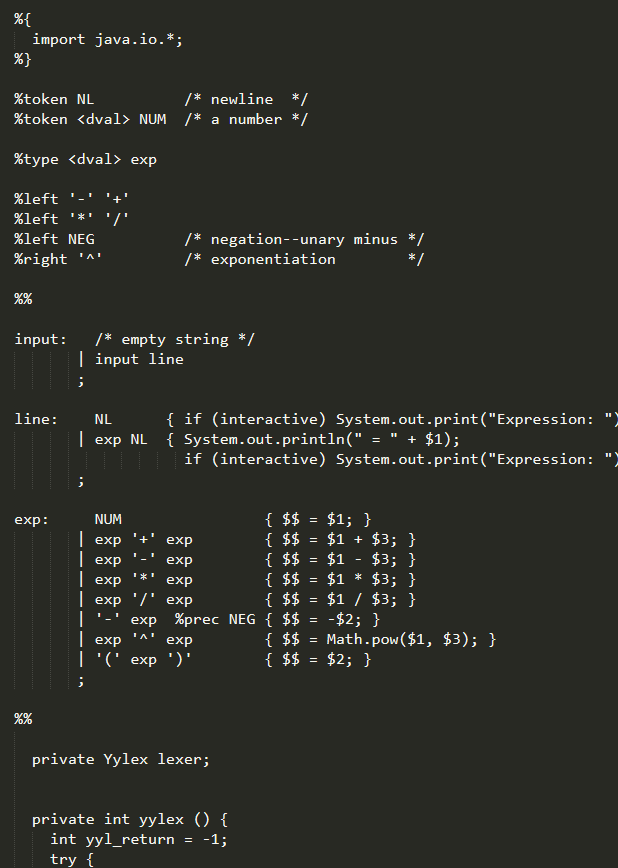 %{
  import java.io.*;
%}

%token NL          /* newline  */
%token <dval> NUM  /* a number */

%type <dval> exp

%left '-' '+'
%left '*' '/'
%left NEG          /* negation--unary minus */
%right '^'         /* exponentiation        */

%%

input:   /* empty string */
       | input line
       ;

line:    NL      { if (interactive) System.out.print("Expression: ")
       | exp NL  { System.out.println(" = " + $1);
                   if (interactive) System.out.print("Expression: ")
       ;

exp:     NUM                { $$ = $1; }
       | exp '+' exp        { $$ = $1 + $3; }
       | exp '-' exp        { $$ = $1 - $3; }
       | exp '*' exp        { $$ = $1 * $3; }
       | exp '/' exp        { $$ = $1 / $3; }
       | '-' exp  %prec NEG { $$ = -$2; }
       | exp '^' exp        { $$ = Math.pow($1, $3); }
       | '(' exp ')'        { $$ = $2; }
       ;

%%

  private Yylex lexer;


  private int yylex () {
    int yyl_return = -1;
    try {